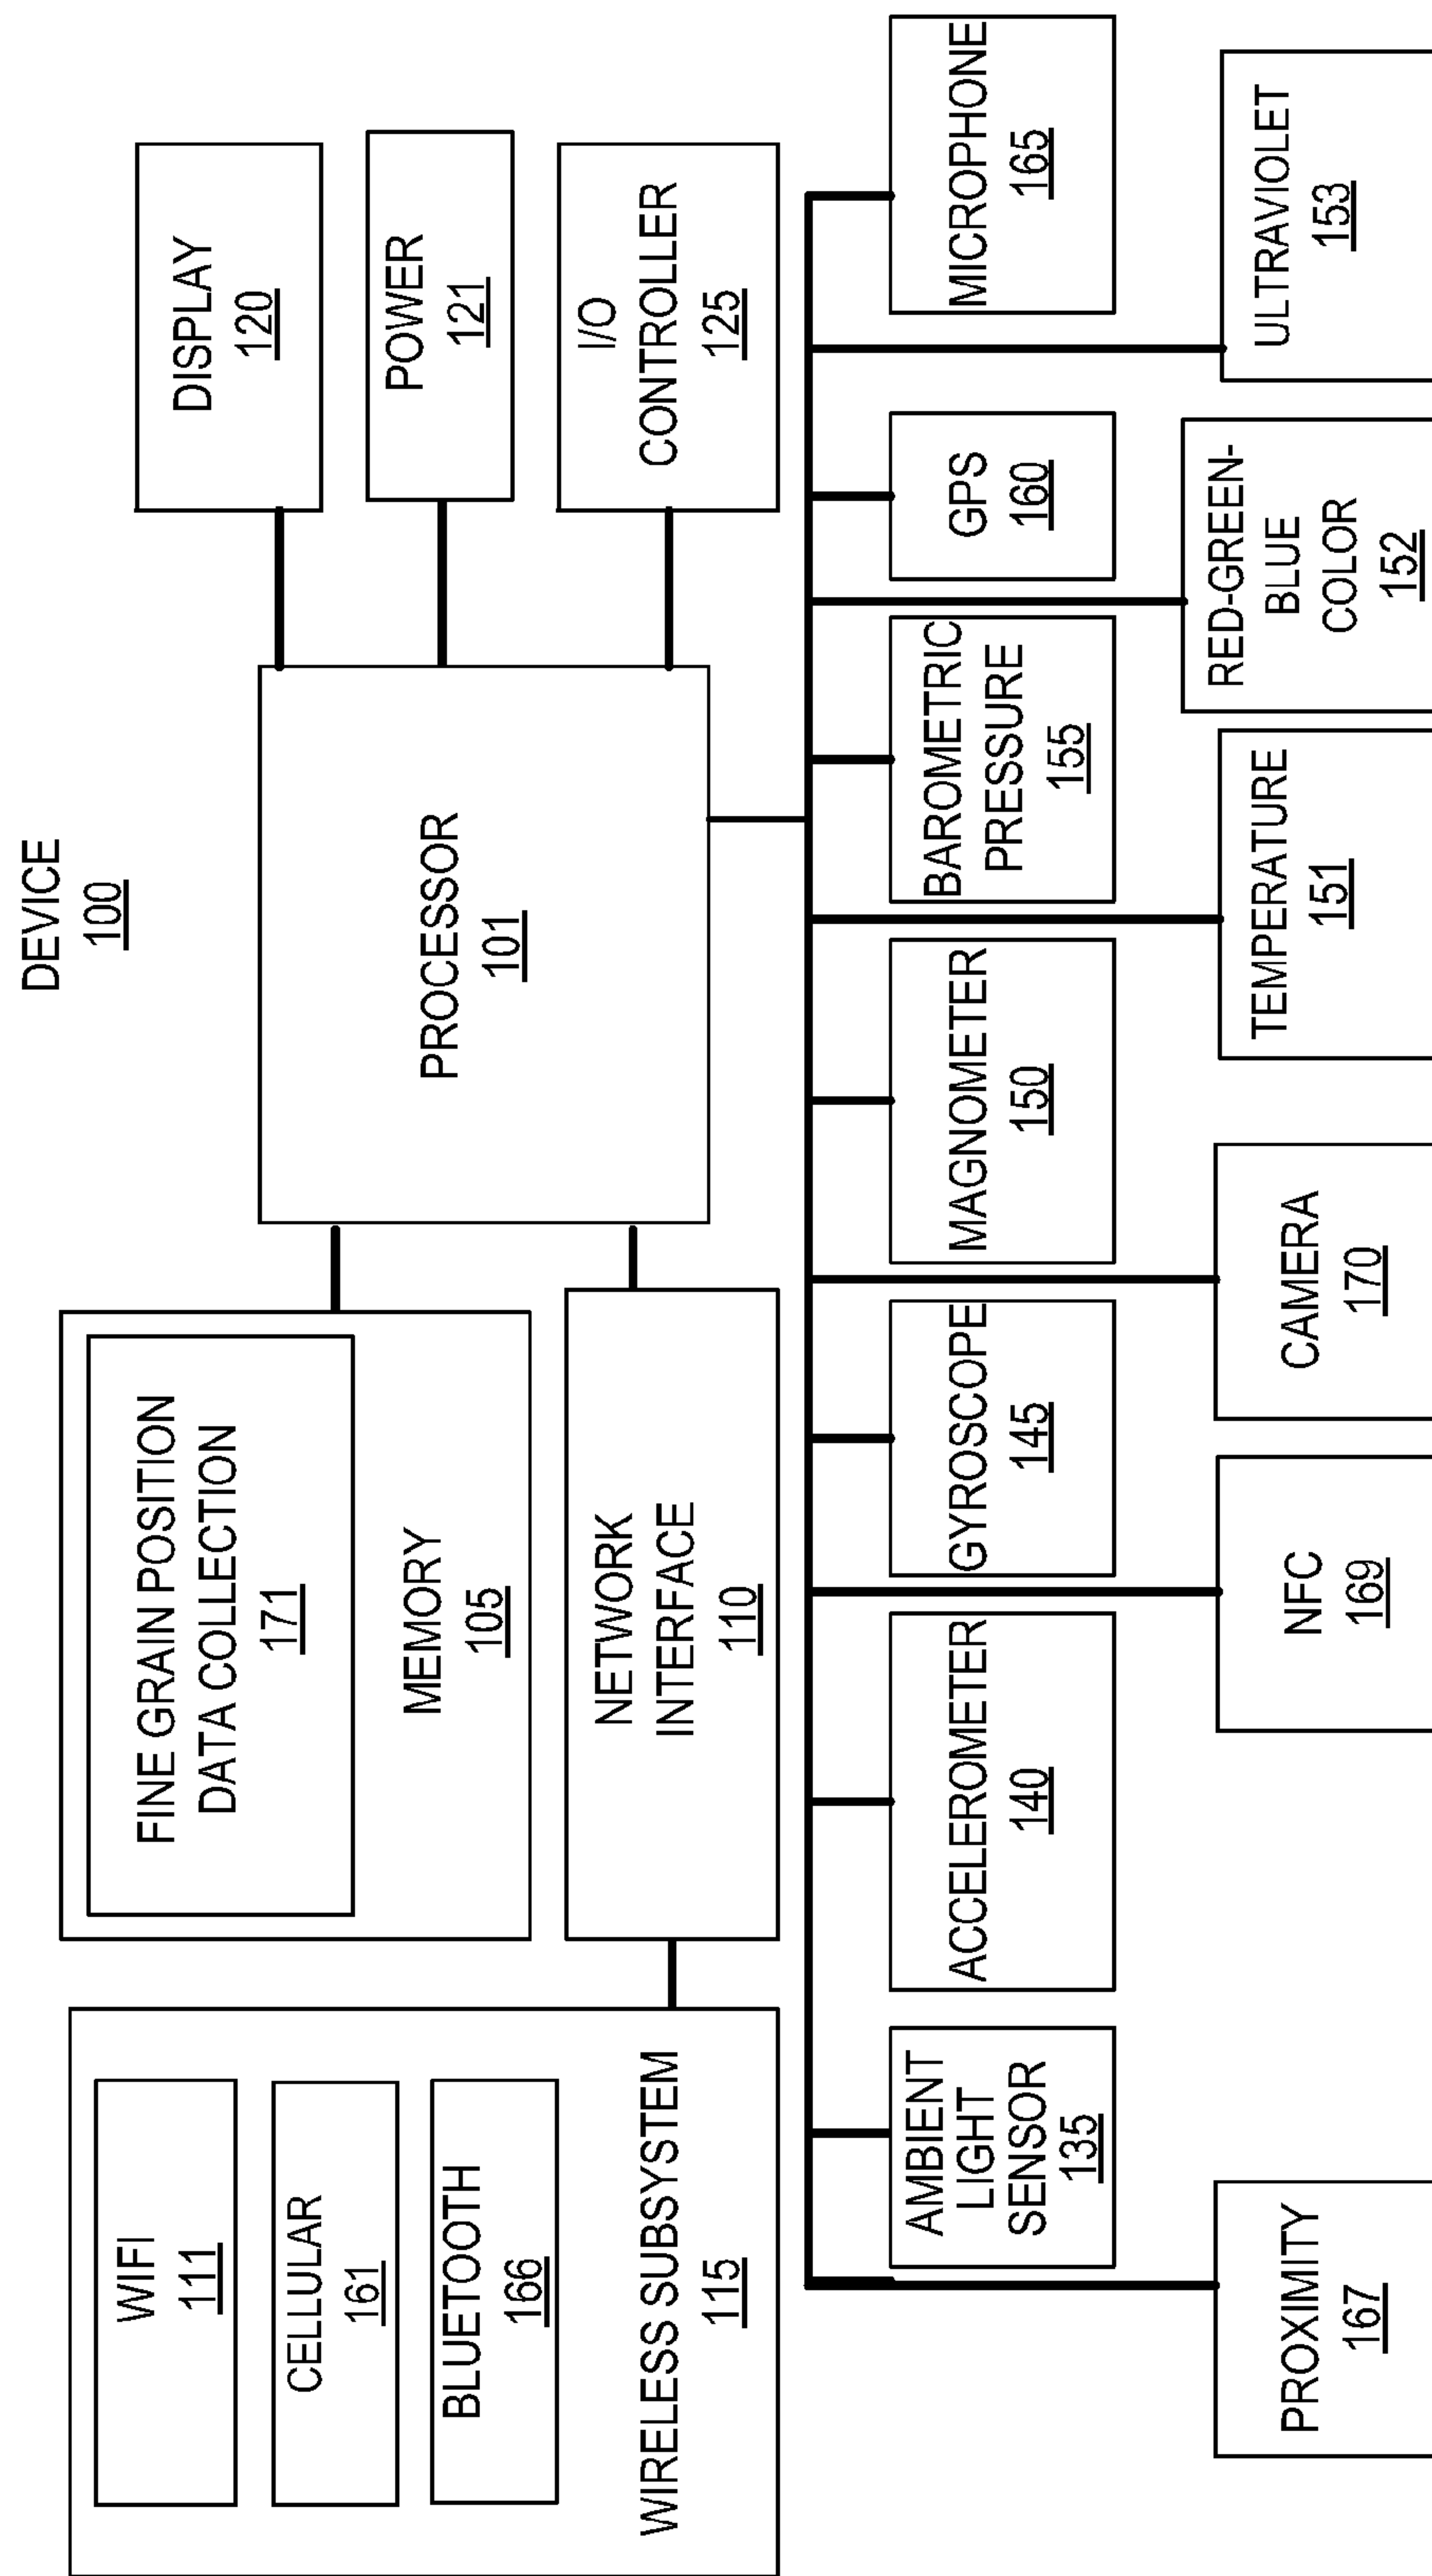 DEVICE
100
WIFI
111
CELLULAR
161
BLUETOOTH
166
WIRELESS SUBSYSTEM
115
FINE GRAIN POSITION
DATA COLLECTION
171
MEMORY
105
NETWORK
INTERFACE
110
PROCESSOR
101
DISPLAY
120
POWER
121
I/O
CONTROLLER
125
AMBIENT
LIGHT
SENSOR
135
ACCELEROMETER
140
GYROSCOPE
145
MAGNOMETER
150
BAROMETRIC
PRESSURE
155
GPS
160
MICROPHONE
165
PROXIMITY
167
NFC
169
CAMERA
170
TEMPERATURE
151
RED-GREEN-
BLUE
COLOR
152
ULTRAVIOLET
153